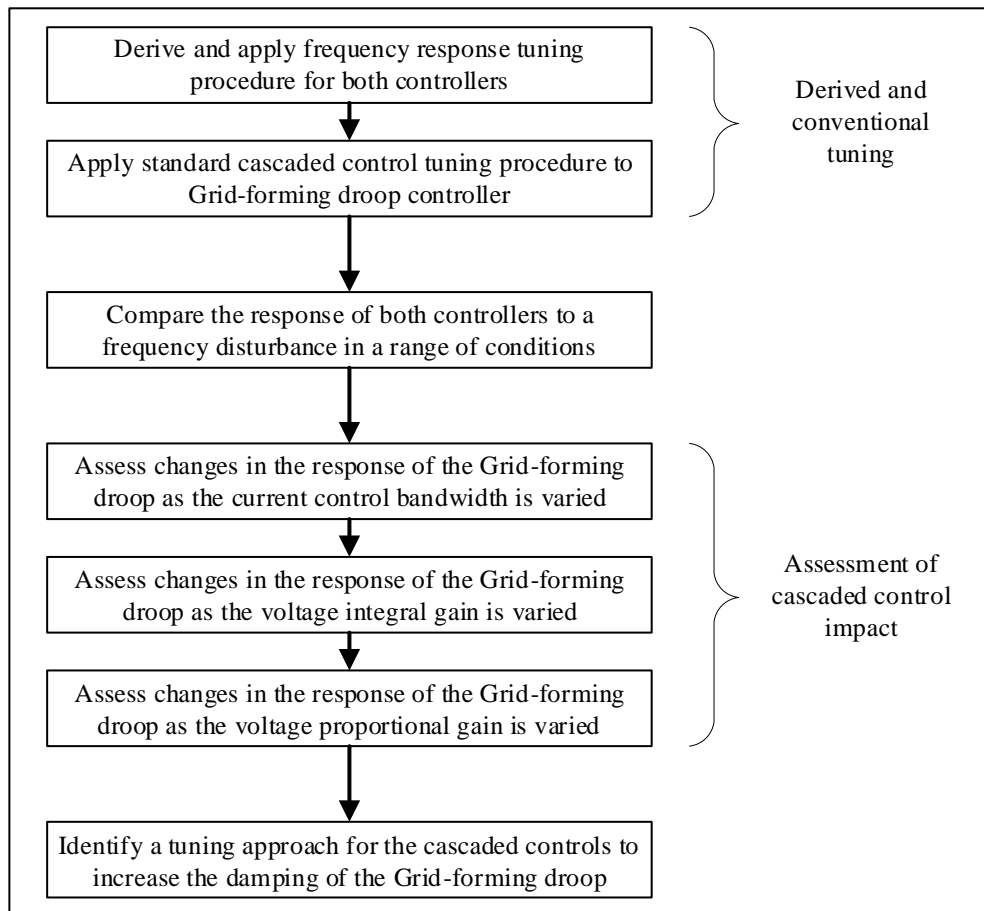 Derive and apply frequency response tuning
procedure for both controllers
Derived and
conventional
tuning
Apply standard cascaded control tuning procedure to
Grid-forming droop controller
Compare the response of both controllers to a
frequency disturbance in a range of conditions
Assess changes in the response of the Grid-forming
droop as the current control bandwidth is varied
Assess changes in the response of the Grid-forming
droop as the voltage integral gain is varied
Assessment of
cascaded control
impact
Assess changes in the response of the Grid-forming
droop as the voltage proportional gain is varied
Identify a tuning approach for the cascaded controls to
increase the damping of the Grid-forming droop